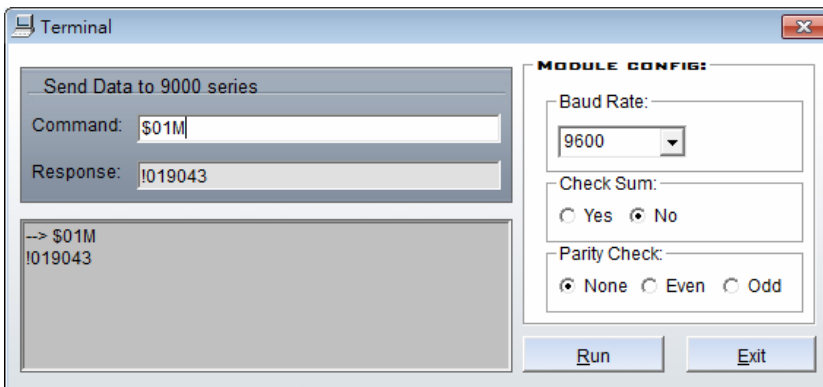 Terminal
Send Data to 9000 series
Command: $01M
Response: !019043
--> $01M
!019043
MODULE CONFIG:
Baud Rate:
9600
Check Sum:
Yes No
Parity Check:
None Even Odd
Run Exit